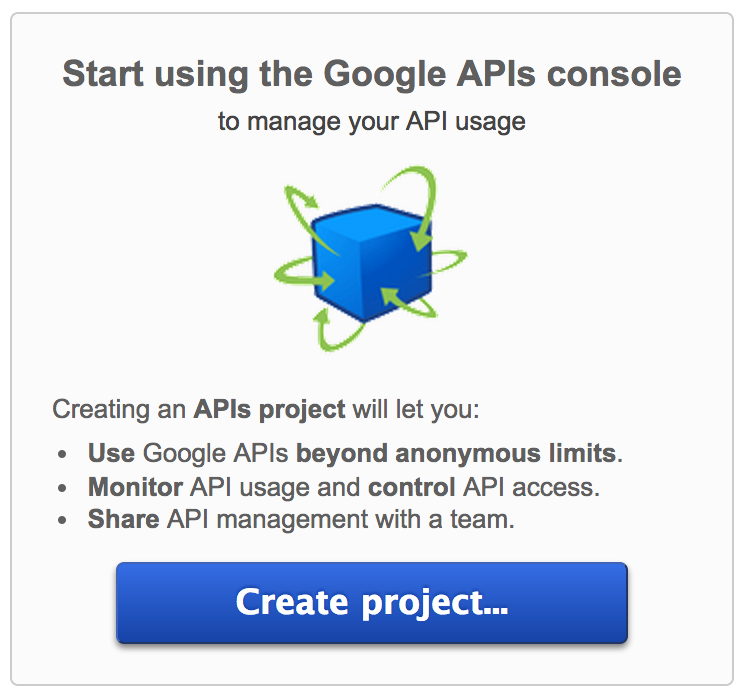 Start using the Google APIs console
to manage your API usage
Creating an APIs project will let you:
• Use Google APIs beyond anonymous limits.
• Monitor API usage and control API access.
• Share API management with a team.
Create project...